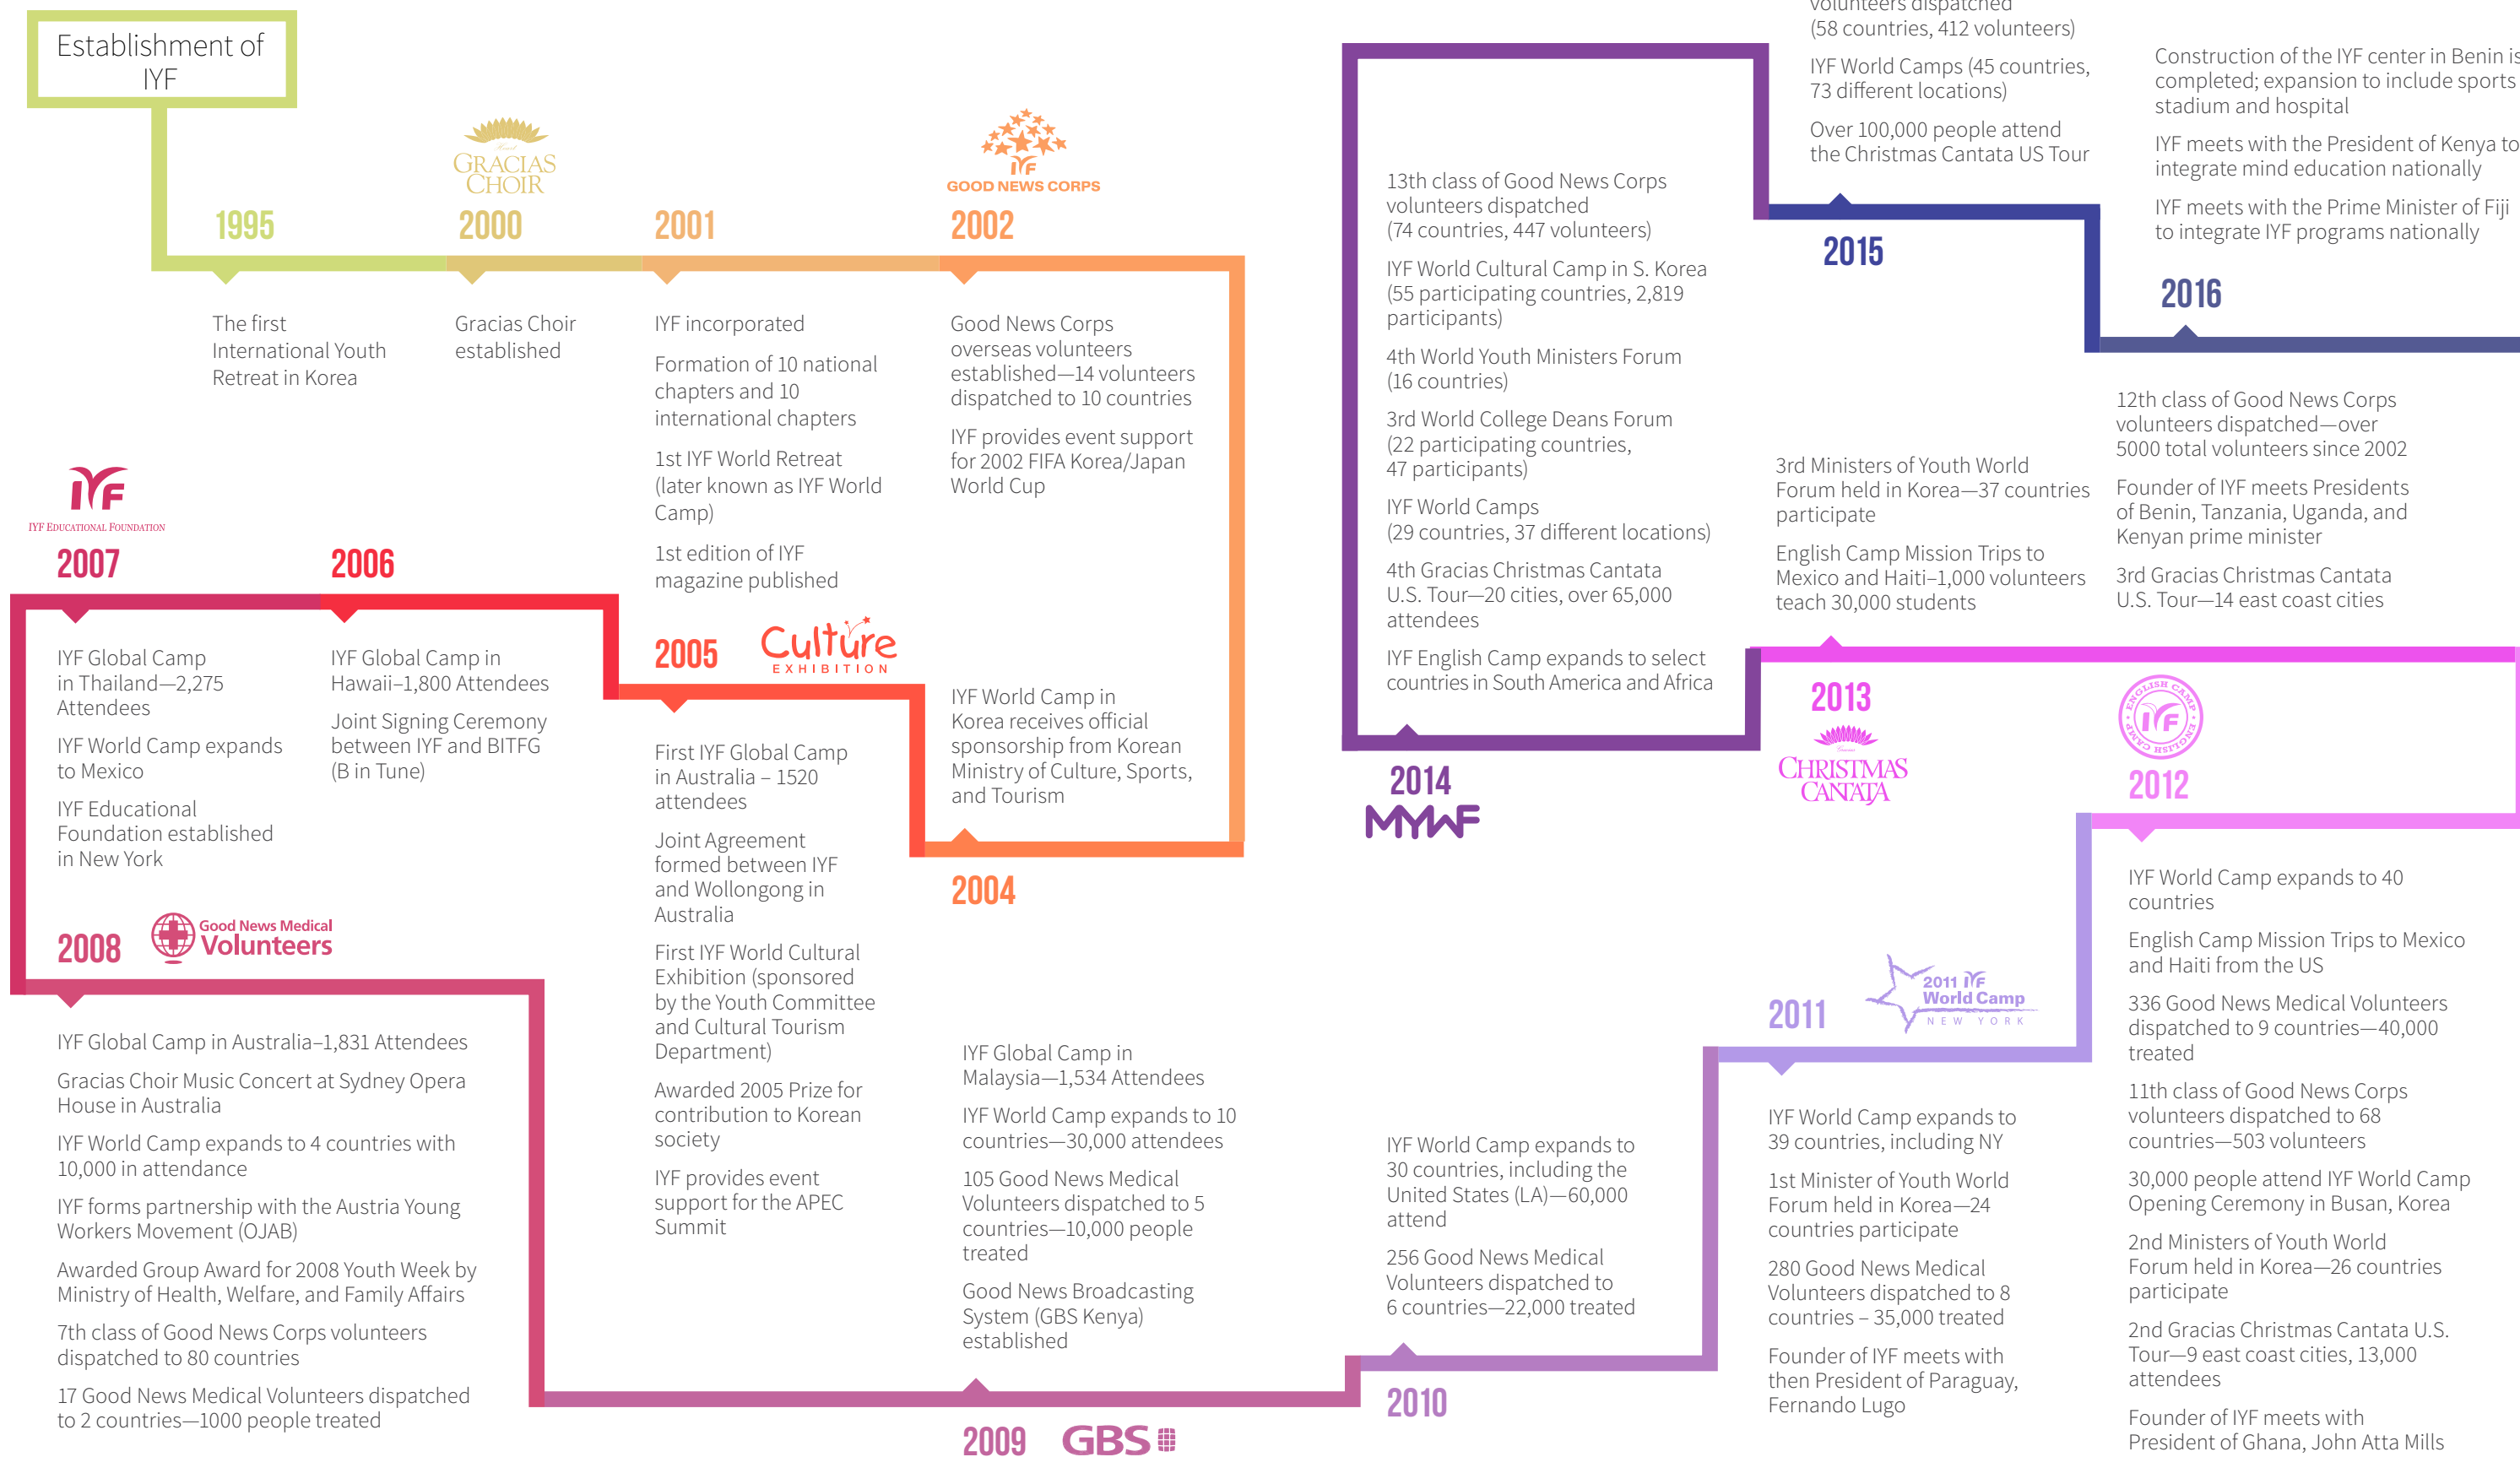 Establishment of
IYF
1995
The first
International Youth
Retreat in Korea
GRACIAS
CHOIR
2000
Gracias Choir
established
2001
IYF incorporated
Formation of 10 national
chapters and 10
international chapters
1st IYF World Retreat
(later known as IYF World
Camp)
1st edition of IYF
magazine published
IYF
GOOD NEWS CORPS
2002
Good News Corps
overseas volunteers
established—14 volunteers
dispatched to 10 countries
IYF provides event support
for 2002 FIFA Korea/Japan
World Cup
IYF World Camp in
Korea receives official
sponsorship from Korean
Ministry of Culture, Sports,
and Tourism
2004
2005
Culture
EXHIBITION
First IYF Global Camp
in Australia – 1520
attendees
Joint Agreement
formed between IYF
and Wollongong in
Australia
First IYF World Cultural
Exhibition (sponsored
by the Youth Committee
and Cultural Tourism
Department)
Awarded 2005 Prize for
contribution to Korean
society
IYF provides event
support for the APEC
Summit
2006
IYF Global Camp in
Hawaii–1,800 Attendees
Joint Signing Ceremony
between IYF and BITFG
(B in Tune)
IYF
IYF EDUCATIONAL FOUNDATION
2007
IYF Global Camp
in Thailand—2,275
Attendees
IYF World Camp expands
to Mexico
IYF Educational
Foundation established
in New York
2008
Good News Medical
Volunteers
IYF Global Camp in Australia–1,831 Attendees
Gracias Choir Music Concert at Sydney Opera
House in Australia
IYF World Camp expands to 4 countries with
10,000 in attendance
IYF forms partnership with the Austria Young
Workers Movement (OJAB)
Awarded Group Award for 2008 Youth Week by
Ministry of Health, Welfare, and Family Affairs
7th class of Good News Corps volunteers
dispatched to 80 countries
17 Good News Medical Volunteers dispatched
to 2 countries—1000 people treated
IYF Global Camp in
Malaysia—1,534 Attendees
IYF World Camp expands to 10
countries—30,000 attendees
105 Good News Medical
Volunteers dispatched to 5
countries—10,000 people
treated
Good News Broadcasting
System (GBS Kenya)
established
2009
GBS
IYF World Camp expands to
30 countries, including the
United States (LA)—60,000
attend
256 Good News Medical
Volunteers dispatched to
6 countries—22,000 treated
2010
2011
2011 IYF
World Camp
NEW YORK
IYF World Camp expands to
39 countries, including NY
1st Minister of Youth World
Forum held in Korea—24
countries participate
280 Good News Medical
Volunteers dispatched to 8
countries – 35,000 treated
Founder of IYF meets with
then President of Paraguay,
Fernando Lugo
ENGLISH CAMP
IYF
ENGLISH CAMP
2012
IYF World Camp expands to 40
countries
English Camp Mission Trips to Mexico
and Haiti from the US
336 Good News Medical Volunteers
dispatched to 9 countries—40,000
treated
11th class of Good News Corps
volunteers dispatched to 68
countries—503 volunteers
30,000 people attend IYF World Camp
Opening Ceremony in Busan, Korea
2nd Ministers of Youth World
Forum held in Korea—26 countries
participate
2nd Gracias Christmas Cantata U.S.
Tour—9 east coast cities, 13,000
attendees
Founder of IYF meets with
President of Ghana, John Atta Mills
3rd Ministers of Youth World
Forum held in Korea—37 countries
participate
English Camp Mission Trips to
Mexico and Haiti–1,000 volunteers
teach 30,000 students
12th class of Good News Corps
volunteers dispatched—over
5000 total volunteers since 2002
Founder of IYF meets Presidents
of Benin, Tanzania, Uganda, and
Kenyan prime minister
3rd Gracias Christmas Cantata
U.S. Tour—14 east coast cities
2013
CHRISTMAS
CANTATA
13th class of Good News Corps
volunteers dispatched
(74 countries, 447 volunteers)
IYF World Cultural Camp in S. Korea
(55 participating countries, 2,819
participants)
4th World Youth Ministers Forum
(16 countries)
3rd World College Deans Forum
(22 participating countries,
47 participants)
IYF World Camps
(29 countries, 37 different locations)
4th Gracias Christmas Cantata
U.S. Tour—20 cities, over 65,000
attendees
IYF English Camp expands to select
countries in South America and Africa
2014
MYWF
volunteers dispatched
(58 countries, 412 volunteers)
IYF World Camps (45 countries,
73 different locations)
Over 100,000 people attend
the Christmas Cantata US Tour
2015
Construction of the IYF center in Benin is
completed; expansion to include sports
stadium and hospital
IYF meets with the President of Kenya to
integrate mind education nationally
IYF meets with the Prime Minister of Fiji
to integrate IYF programs nationally
2016